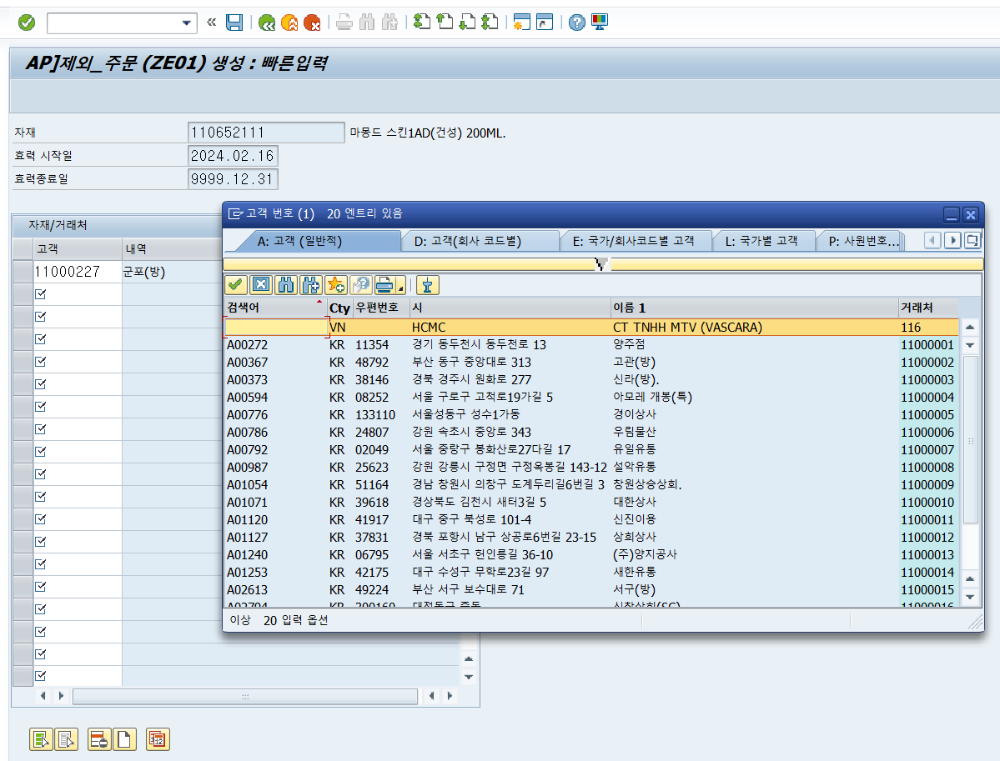 AP]제외_주문 (ZE01) 생성 : 빠른입력
자재 110652111 마몽드 스킨1AD(건성) 200ML.
효력 시작일 2024.02.16
효력종료일 9999.12.31
자재/거래처
고객 내역
11000227 군포(방)
고객 번호 (1) 20 엔트리 있음
A: 고객 (일반적) D: 고객(회사 코드별) E: 국가/회사코드별 고객 L: 국가별 고객 P: 사원번호...
검색어 Cty 우편번호 시 이름 1 거래처
VN HCMC CT TNHH MTV (VASCARA) 116
A00272 KR 11354 경기 동두천시 동두천로 13 양주점 11000001
A00367 KR 48792 부산 동구 중앙대로 313 고관(방) 11000002
A00373 KR 38146 경북 경주시 원화로 277 신라(방). 11000003
A00594 KR 08252 서울 구로구 고척로19가길 5 아모레 개봉(특) 11000004
A00776 KR 133110 서울성동구 성수1가동 경이상사 11000005
A00786 KR 24807 강원 속초시 중앙로 343 우림물산 11000006
A00792 KR 02049 서울 중랑구 봉화산로27다길 17 유일유통 11000007
A00987 KR 25623 강원 강릉시 구정면 구정옥봉길 143-12 설악유통 11000008
A01054 KR 51164 경남 창원시 의창구 도계두리길6번길 3 창원상승상회. 11000009
A01071 KR 39618 경상북도 김천시 새터3길 5 대한상사 11000010
A01120 KR 41917 대구 중구 북성로 101-4 신진이용 11000011
A01127 KR 37831 경북 포항시 남구 상공로6번길 23-15 상희상사 11000012
A01240 KR 06795 서울 서초구 헌인릉길 36-10 (주)양지공사 11000013
A01253 KR 42175 대구 수성구 무학로23길 97 새한유통 11000014
A02613 KR 49224 부산 서구 보수대로 71 서구(방) 11000015
A02794 KR 300160 대전동구 중동 신창상회(SC) 11000016
이상 20 입력 옵션